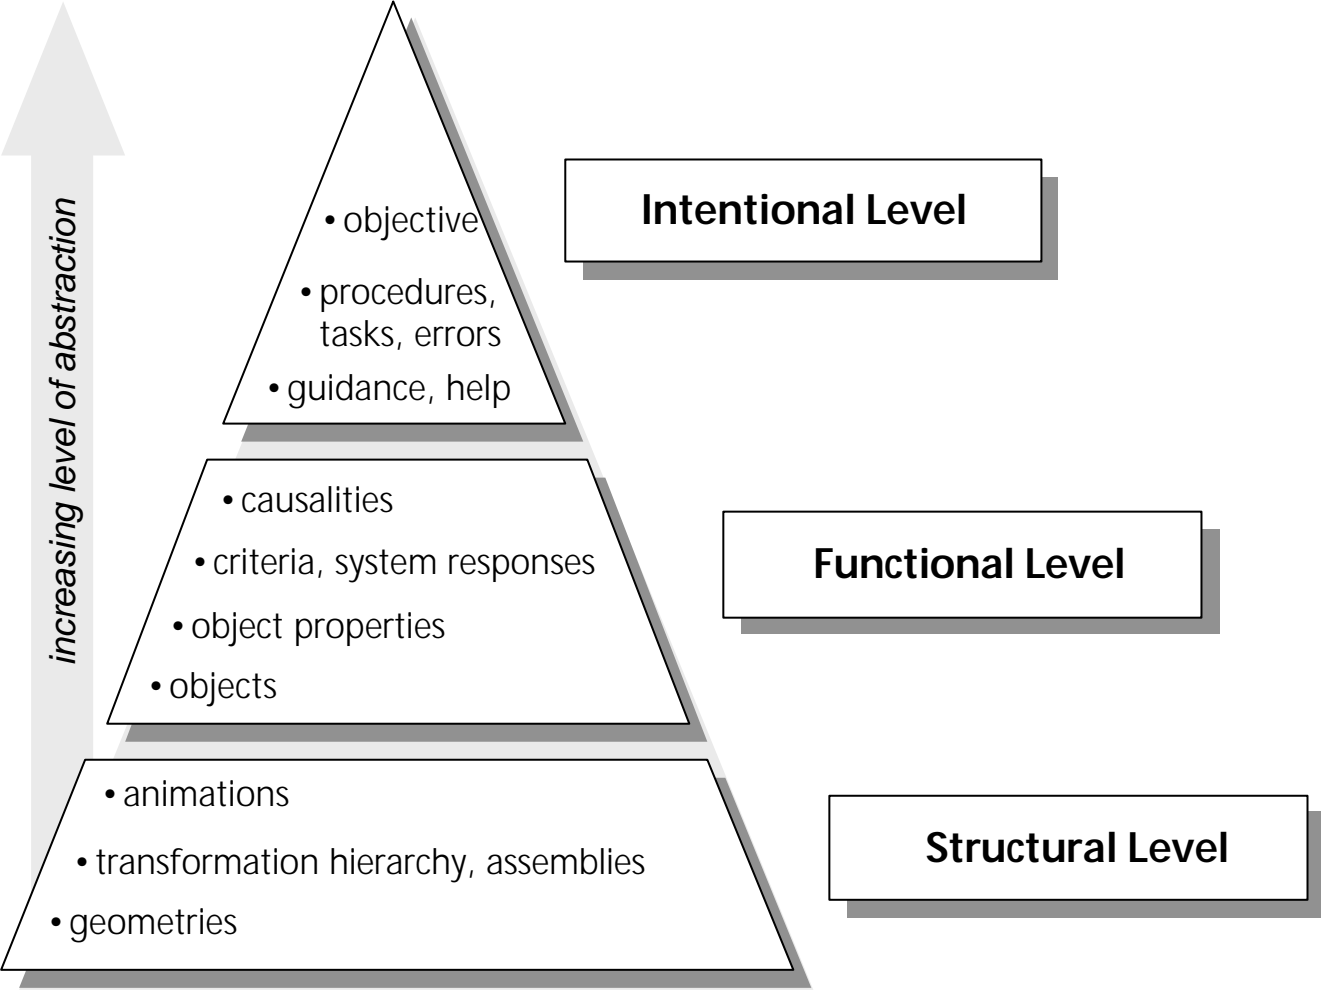 increasing level of abstraction
• objective
• procedures,
tasks, errors
• guidance, help
Intentional Level
• causalities
• criteria, system responses
• object properties
• objects
Functional Level
• animations
• transformation hierarchy, assemblies
• geometries
Structural Level